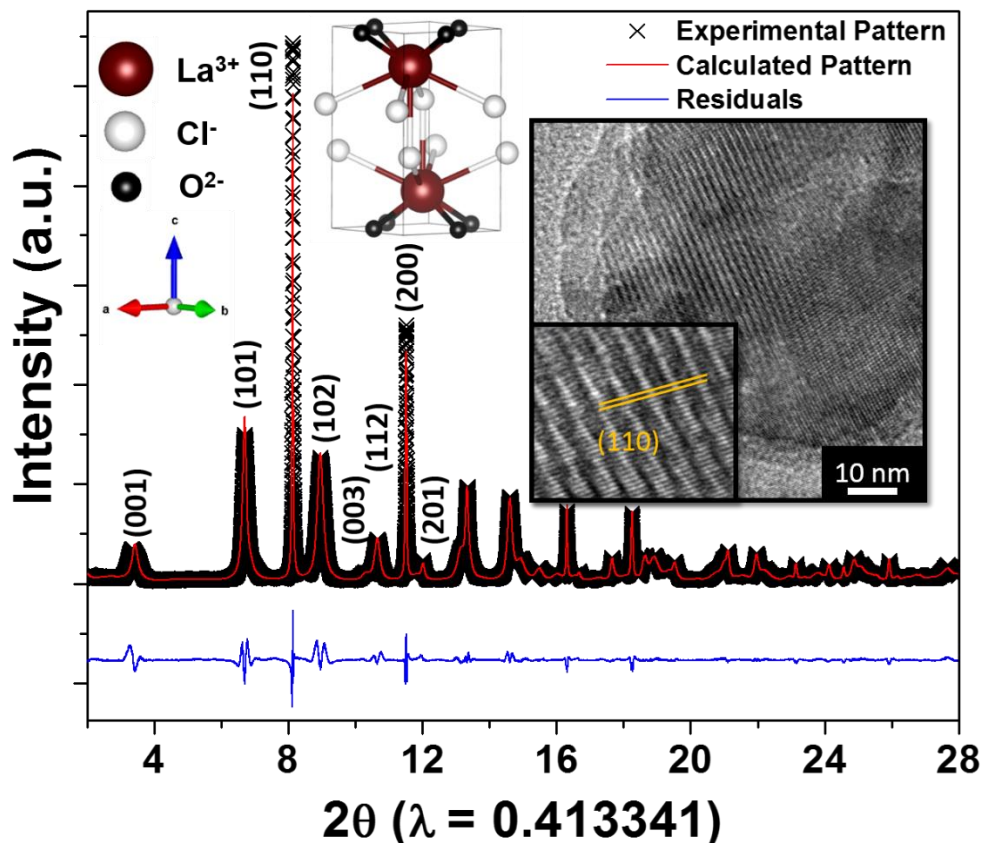 La³⁺
Cl⁻
O²⁻
c
a
b
× Experimental Pattern
Calculated Pattern
Residuals
(001)
(101)
(110)
(102)
(003)
(112)
(200)
(201)
(110)
10 nm
Intensity (a.u.)
4
8
12
16
20
24
28
2θ (λ = 0.413341)